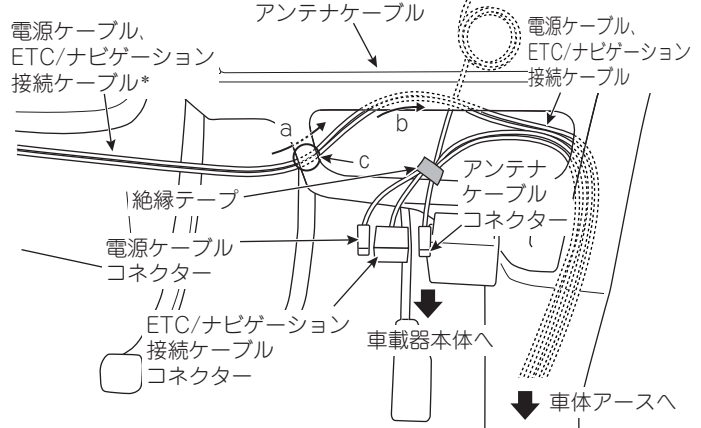 アンテナケーブル
電源ケーブル、
ETC/ナビゲーション
接続ケーブル*
電源ケーブル、
ETC/ナビゲーション
接続ケーブル
a
b
c
絶縁テープ
アンテナ
ケーブル
コネクター
電源ケーブル
コネクター
ETC/ナビゲーション
接続ケーブル
コネクター
車載器本体へ
車体アースへ